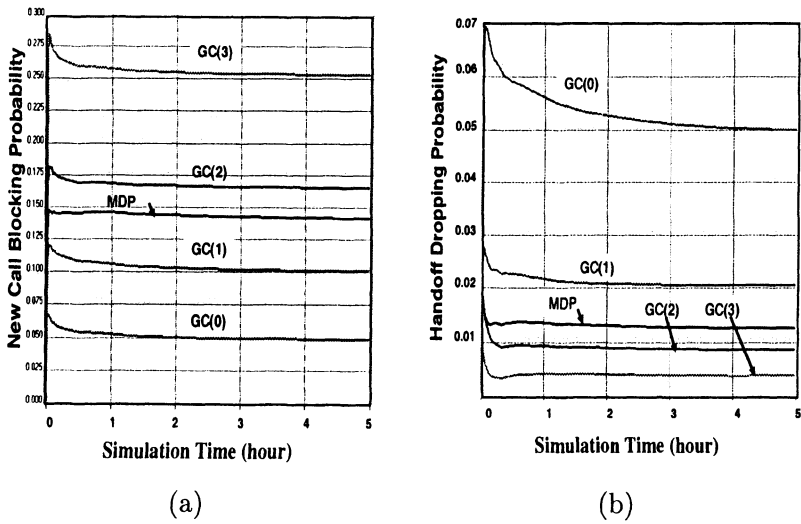 New Call Blocking Probability
0.300
0.275
0.250
0.225
0.200
0.175
0.150
0.125
0.100
0.075
0.050
0.025
0.000
GC(3)
GC(2)
MDP
GC(1)
GC(0)
0 1 2 3 4 5
Simulation Time (hour)
(a)
Handoff Dropping Probability
0.07
0.06
0.05
0.04
0.03
0.02
0.01
GC(0)
GC(1)
MDP GC(2) GC(3)
0 1 2 3 4 5
Simulation Time (hour)
(b)